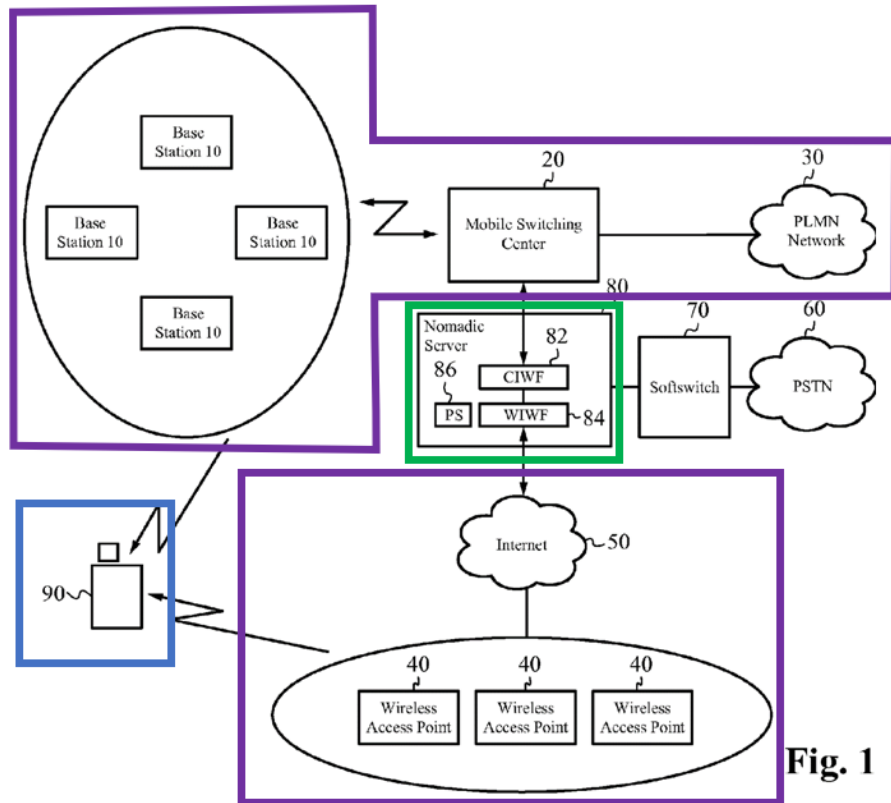 Base
Station 10
Base
Station 10
Base
Station 10
Base
Station 10
20
Mobile Switching
Center
30
PLMN
Network
80
Nomadic
Server
82
CIWF
86
PS
WIWF
84
70
Softswitch
60
PSTN
Internet
50
90
40
Wireless
Access Point
40
Wireless
Access Point
40
Wireless
Access Point
Fig. 1